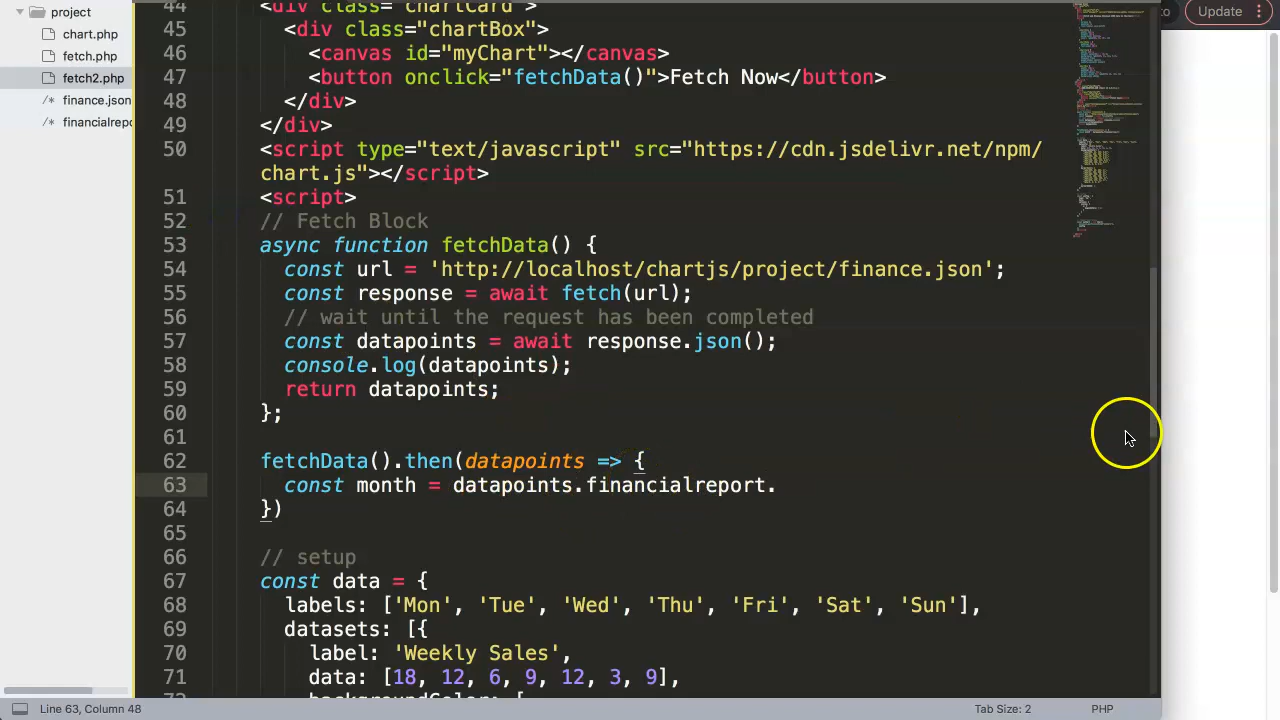 project
chart.php
fetch.php
fetch2.php
/* finance.json
/* financialrepo
Update
44 <div class="chartCard">
45 <div class="chartBox">
46 <canvas id="myChart"></canvas>
47 <button onclick="fetchData()">Fetch Now</button>
48 </div>
49 </div>
50 <script type="text/javascript" src="https://cdn.jsdelivr.net/npm/
chart.js"></script>
51 <script>
52 // Fetch Block
53 async function fetchData() {
54 const url = 'http://localhost/chartjs/project/finance.json';
55 const response = await fetch(url);
56 // wait until the request has been completed
57 const datapoints = await response.json();
58 console.log(datapoints);
59 return datapoints;
60 };
61
62 fetchData().then(datapoints => {
63 const month = datapoints.financialreport.
64 })
65
66 // setup
67 const data = {
68 labels: ['Mon', 'Tue', 'Wed', 'Thu', 'Fri', 'Sat', 'Sun'],
69 datasets: [{
70 label: 'Weekly Sales',
71 data: [18, 12, 6, 9, 12, 3, 9],
72 backgroundColor: [
Line 63, Column 48
Tab Size: 2
PHP